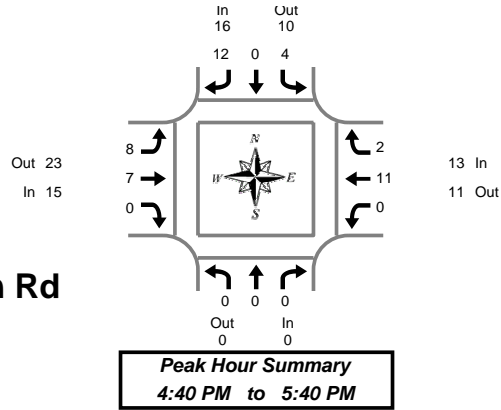 In Out
16 10
12 0 4
8
7
0
Out 23
In 15
N
W E
S
2
11
0
13 In
11 Out
n Rd
0 0 0
Out In
0 0
Peak Hour Summary
4:40 PM to 5:40 PM